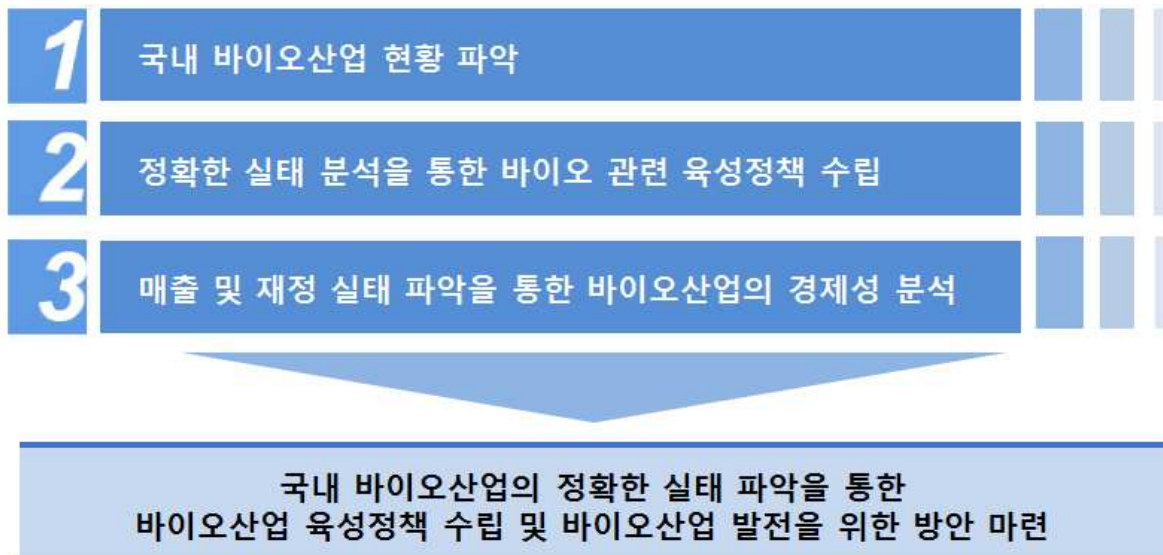 1 국내 바이오산업 현황 파악
2 정확한 실태 분석을 통한 바이오 관련 육성정책 수립
3 매출 및 재정 실태 파악을 통한 바이오산업의 경제성 분석
국내 바이오산업의 정확한 실태 파악을 통한
바이오산업 육성정책 수립 및 바이오산업 발전을 위한 방안 마련